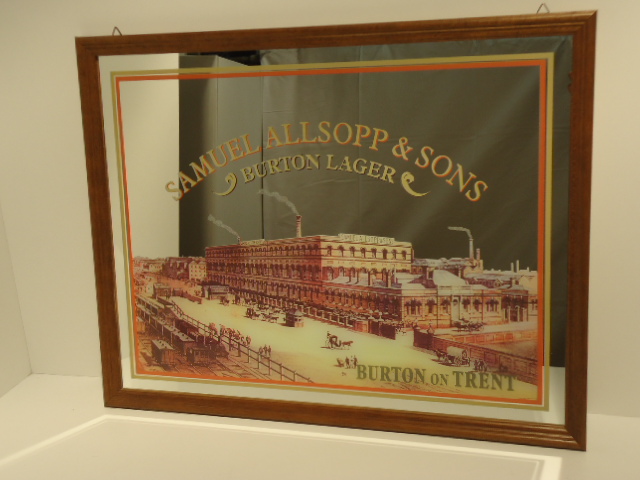 SAMUEL ALLSOPP & SONS
BURTON LAGER
BURTON ON TRENT